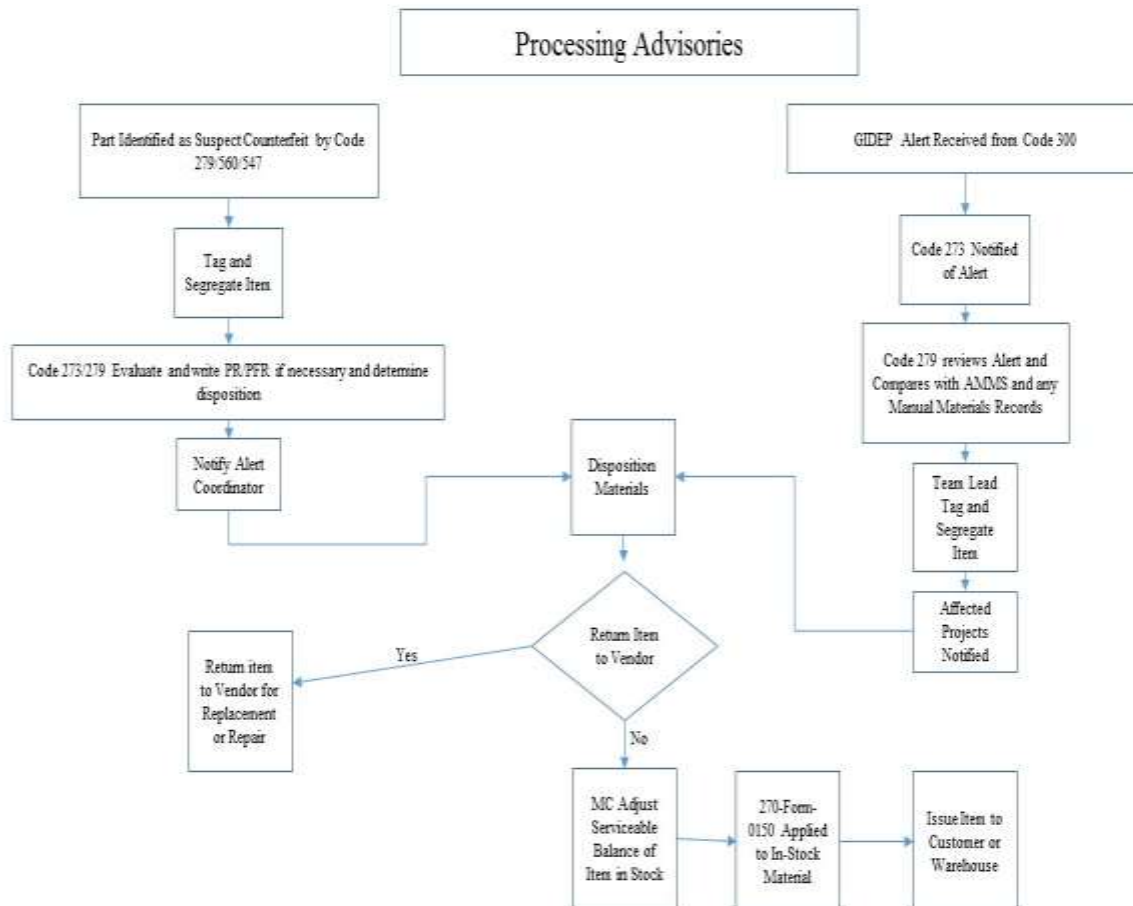 Processing Advisories
Part Identified as Suspect Counterfeit by Code
279/560/547
Tag and
Segregate Item
Code 273/279 Evaluate and write PR/PFR if necessary and detemine
disposition
Notify Alert
Coordinator
GIDEP Alert Received from Code 300
Code 273 Notified
of Alert
Code 279 reviews Alert and
Compares with AMMS and any
Manual Materials Records
Team Lead
Tag and
Segregate
Item
Affected
Projects
Notified
Disposition
Materials
Return Item
to Vendor
Yes
Return item
to Vendor for
Replacement
or Repair
No
MC Adjust
Serviceable
Balance of
Item in Stock
270-Form-
0150 Applied
to In-Stock
Material
Issue Item to
Customer or
Warehouse